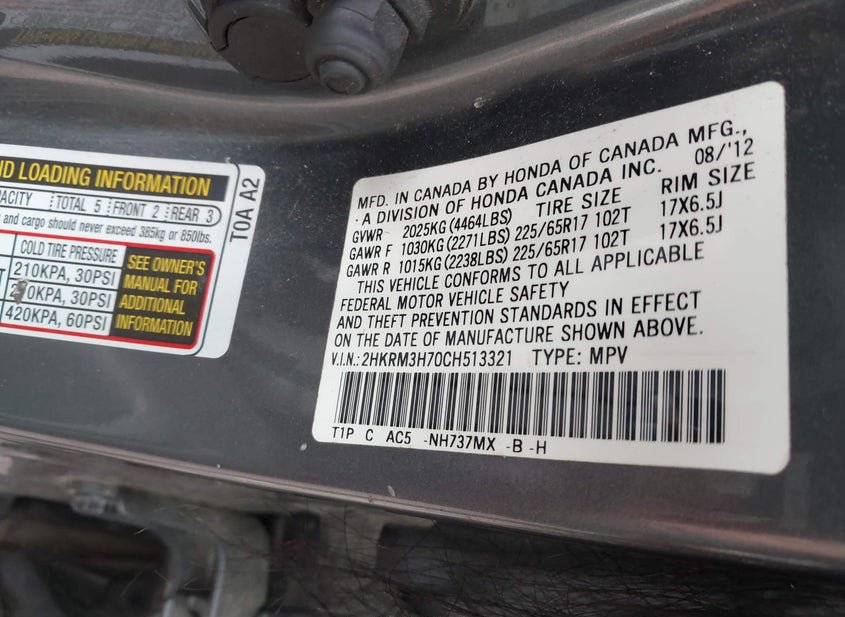 ND LOADING INFORMATION
ACITY TOTAL 5 FRONT 2 REAR 3
and cargo should never exceed 385kg or 850lbs.
COLD TIRE PRESSURE
210KPA, 30PSI
KPA, 30PSI
420KPA, 60PSI
SEE OWNER'S
MANUAL FOR
ADDITIONAL
INFORMATION
T0A A2
MFD. IN CANADA BY HONDA OF CANADA MFG.,
A DIVISION OF HONDA CANADA INC. 08/'12
GVWR 2025KG (4464LBS) TIRE SIZE RIM SIZE
GAWR F 1030KG (2271LBS) 225/65R17 102T 17X6.5J
GAWR R 1015KG (2238LBS) 225/65R17 102T 17X6.5J
THIS VEHICLE CONFORMS TO ALL APPLICABLE
FEDERAL MOTOR VEHICLE SAFETY
AND THEFT PREVENTION STANDARDS IN EFFECT
ON THE DATE OF MANUFACTURE SHOWN ABOVE.
V.I.N.: 2HKRM3H70CH513321 TYPE: MPV
T1P C AC5 -NH737MX -B -H